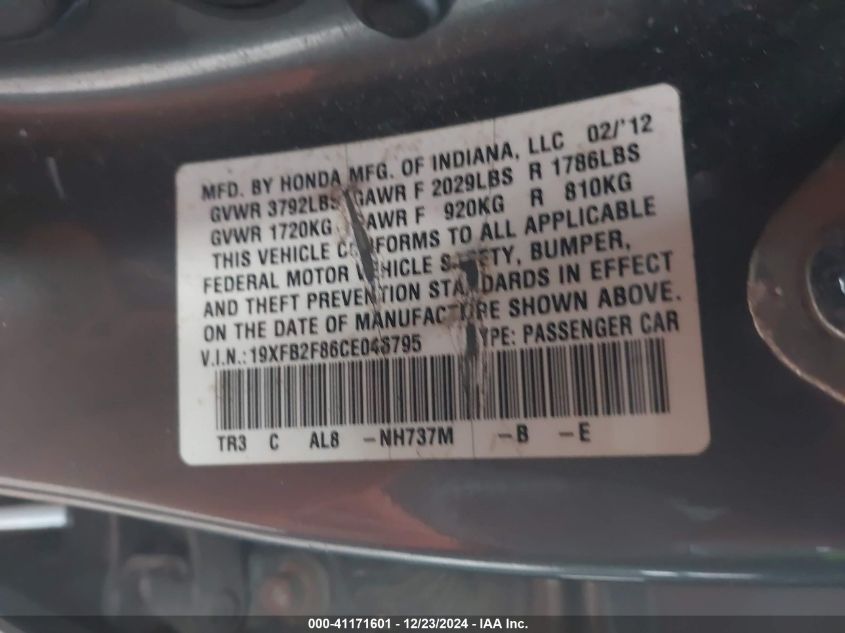 MFD. BY HONDA MFG. OF INDIANA, LLC 02/'12
GVWR 3792LBS GAWR F 2029LBS R 1786LBS
GVWR 1720KG GAWR F 920KG R 810KG
THIS VEHICLE CONFORMS TO ALL APPLICABLE
FEDERAL MOTOR VEHICLE SAFETY, BUMPER,
AND THEFT PREVENTION STANDARDS IN EFFECT
ON THE DATE OF MANUFACTURE SHOWN ABOVE.
V.I.N.: 19XFB2F86CE046795 TYPE: PASSENGER CAR
TR3 C AL8 -NH737M -B -E
000-41171601 - 12/23/2024 - IAA Inc.